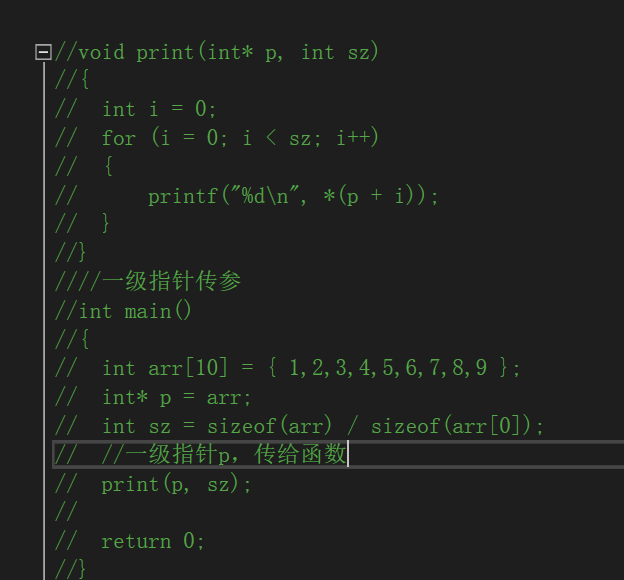 //void print(int* p, int sz)
//{
//  int i = 0;
//  for (i = 0; i < sz; i++)
//  {
//      printf("%d\n", *(p + i));
//  }
//}
////一级指针传参
//int main()
//{
//  int arr[10] = { 1,2,3,4,5,6,7,8,9 };
//  int* p = arr;
//  int sz = sizeof(arr) / sizeof(arr[0]);
//  //一级指针p，传给函数
//  print(p, sz);
//
//  return 0;
//}